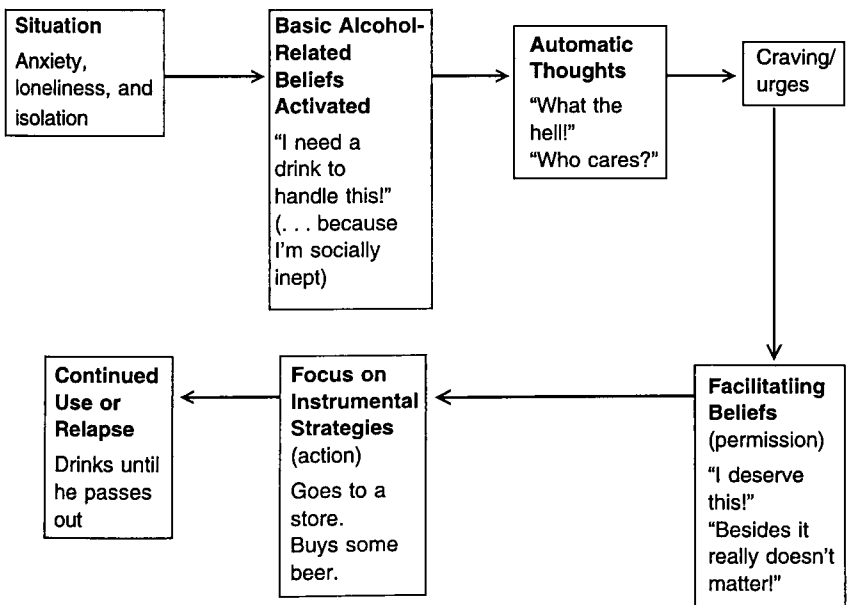 Situation
Anxiety,
loneliness, and
isolation
Basic Alcohol-
Related
Beliefs
Activated
“I need a
drink to
handle this!”
(. . . because
I’m socially
inept)
Automatic
Thoughts
“What the
hell!”
“Who cares?”
Craving/
urges
Facilitatiing
Beliefs
(permission)
“I deserve
this!”
“Besides it
really doesn’t
matter!”
Focus on
Instrumental
Strategies
(action)
Goes to a
store.
Buys some
beer.
Continued
Use or
Relapse
Drinks until
he passes
out